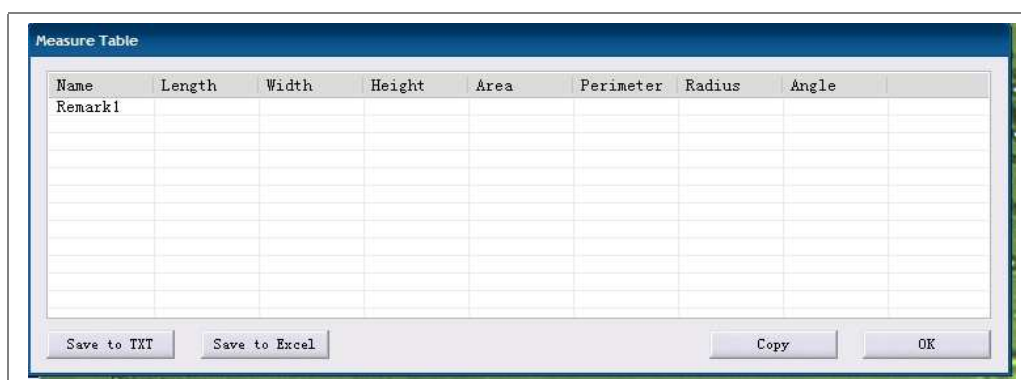 Measure Table
Name Length Width Height Area Perimeter Radius Angle
Remark1
Save to TXT Save to Excel Copy OK